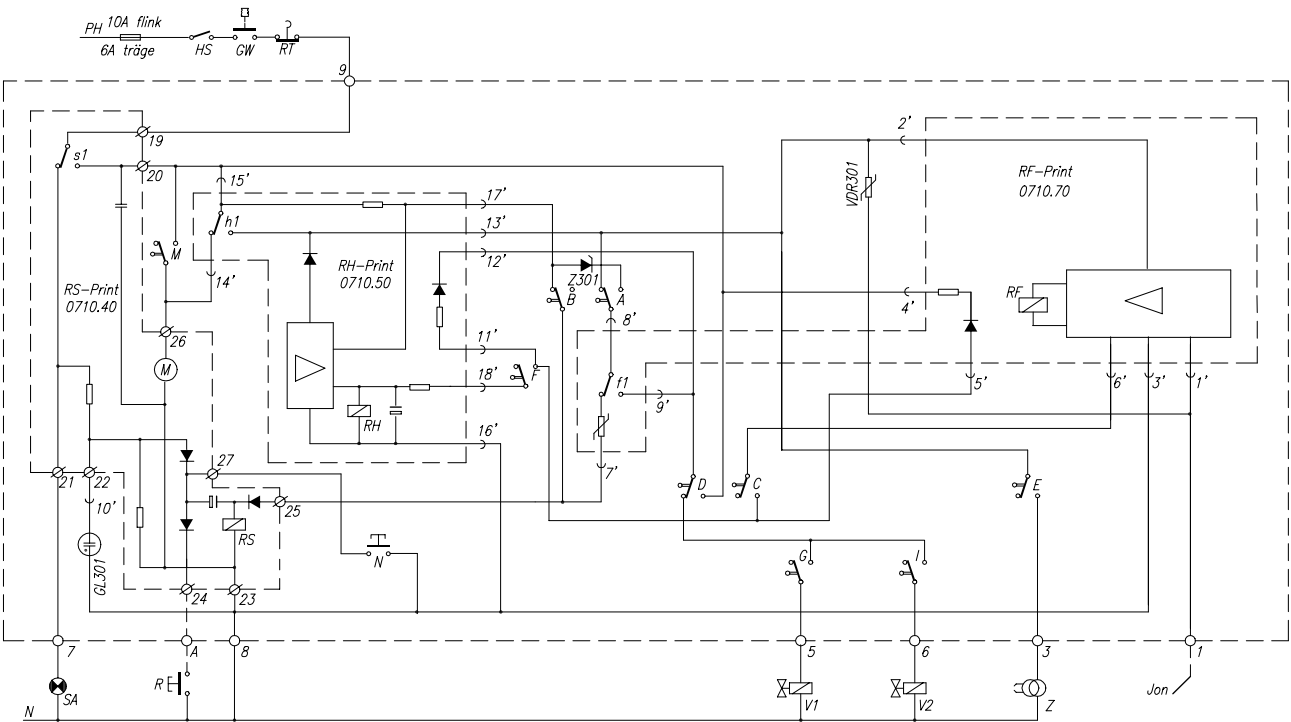 PH 10A flink
6A träge
HS
GW
RT
9
19
s1
20
15'
h1
M
14'
RS-Print
0710.40
26
M
RH-Print
0710.50
17'
13'
12'
11'
18'
16'
RH
F
Z301
B
A
8'
f1
9'
7'
2'
VDR301
RF-Print
0710.70
RF
4'
5'
6'
3'
1'
21
22
27
25
10'
GL301
RS
24
23
N
D
C
E
G
I
7
A
8
5
6
3
1
SA
R
V1
V2
Z
Jon
N